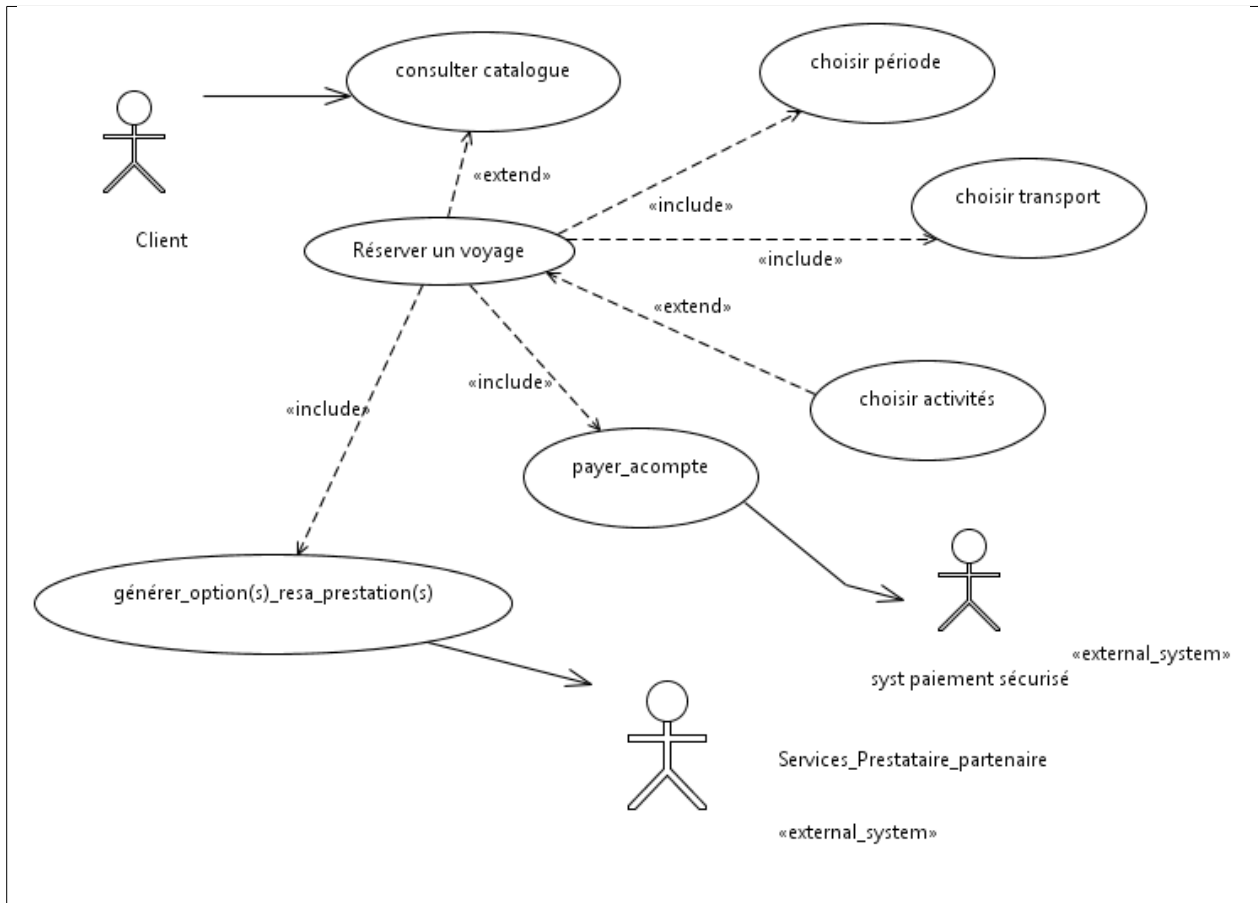 consulter catalogue
choisir période
choisir transport
«extend»
«include»
Client
Réserver un voyage
«include»
«extend»
«include»
«include»
choisir activités
payer_acompte
générer_option(s)_resa_prestation(s)
«external_system»
syst paiement sécurisé
Services_Prestataire_partenaire
«external_system»